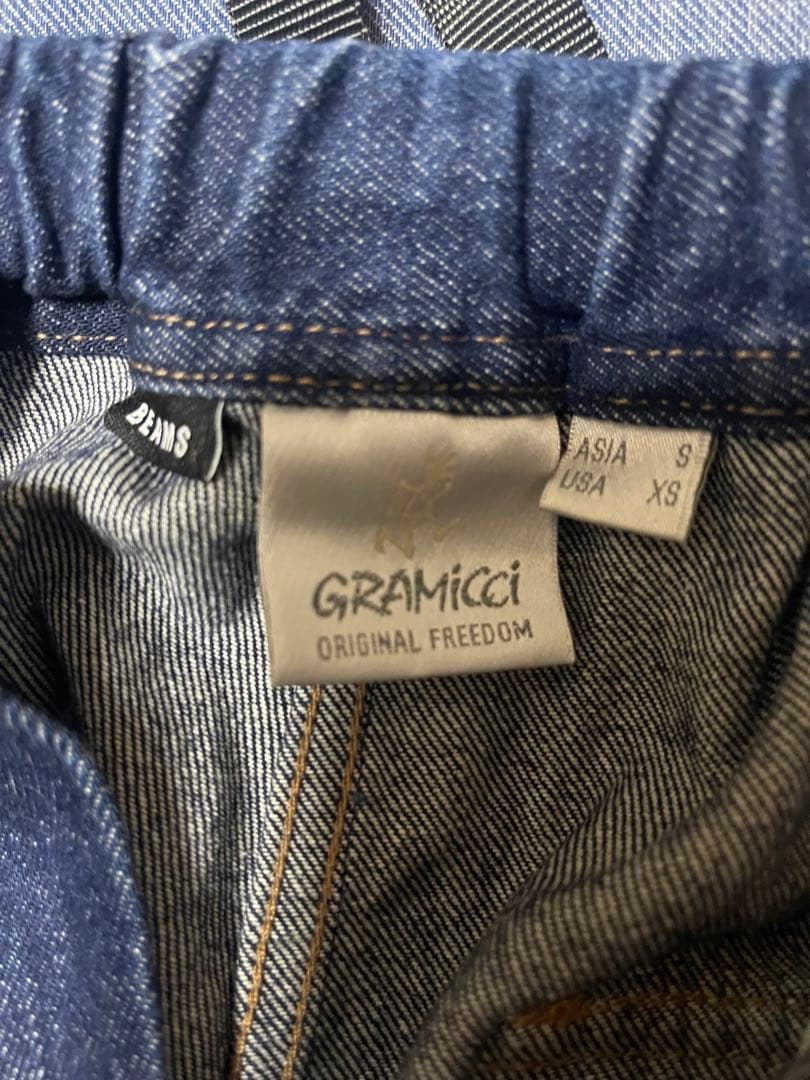 BEAMS
GRAMiCCi
ORIGINAL FREEDOM
ASIA S
USA XS